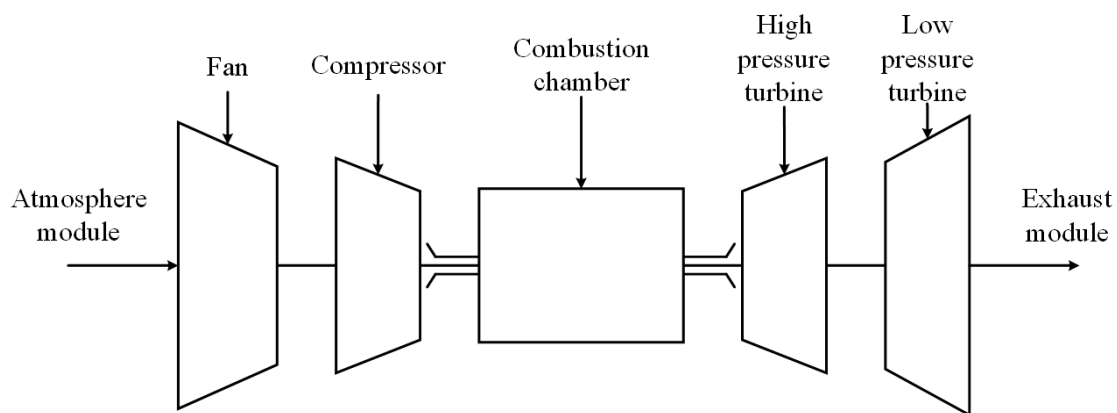 Fan
Compressor
Combustion
chamber
High
pressure
turbine
Low
pressure
turbine
Atmosphere
module
Exhaust
module